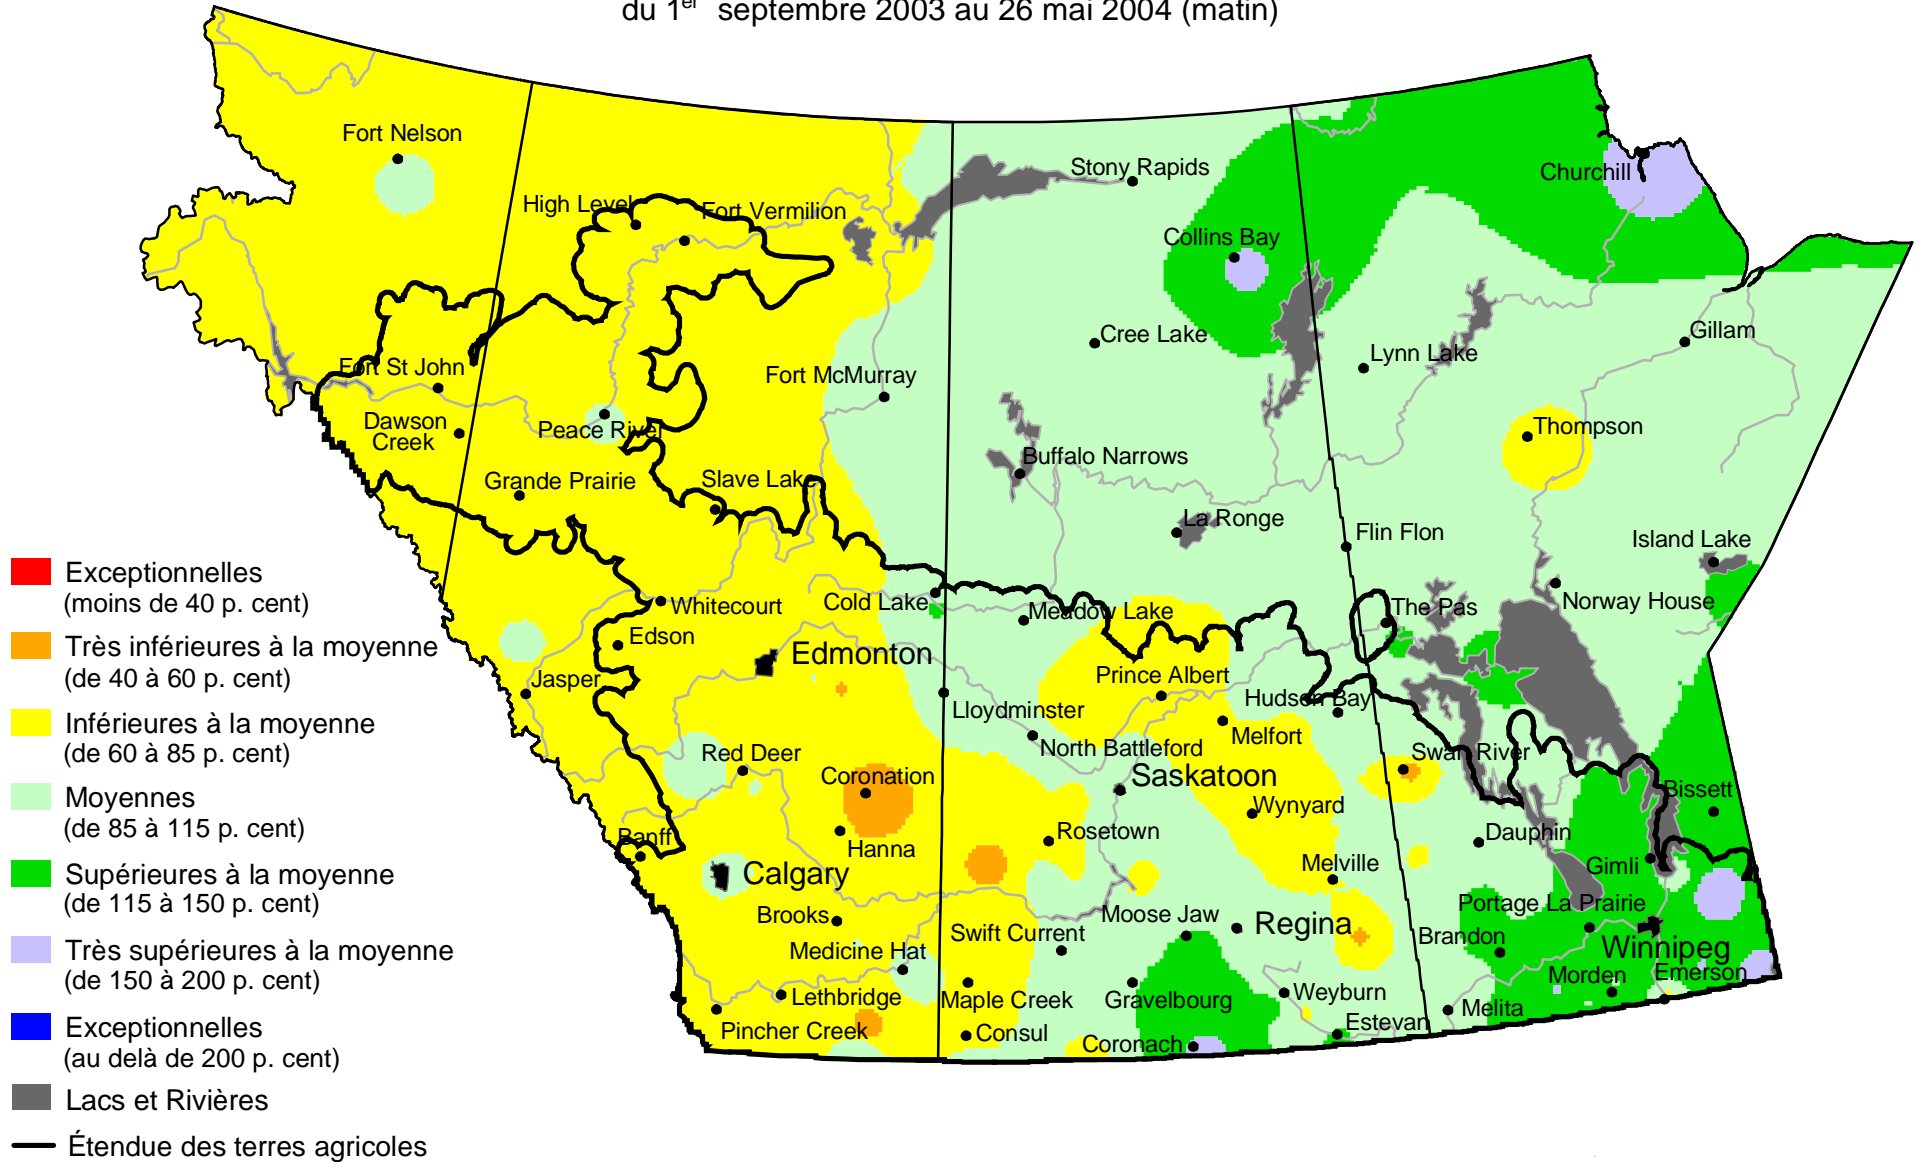 du 1er septembre 2003 au 26 mai 2004 (matin)
Fort Nelson
Stony Rapids
Churchill
High Level
Fort Vermilion
Collins Bay
Gillam
Cree Lake
Lynn Lake
Fort St John
Fort McMurray
Dawson
Creek
Peace River
Thompson
Buffalo Narrows
Grande Prairie
Slave Lake
La Ronge
Flin Flon
Island Lake
Whitecourt
Cold Lake
Meadow Lake
The Pas
Norway House
Edson
Edmonton
Jasper
Prince Albert
Hudson Bay
Lloydminster
Melfort
North Battleford
Swan River
Red Deer
Coronation
Saskatoon
Bissett
Wynyard
Banff
Hanna
Rosetown
Dauphin
Calgary
Melville
Gimli
Portage La Prairie
Brooks
Moose Jaw
Regina
Swift Current
Brandon
Winnipeg
Medicine Hat
Morden
Emerson
Lethbridge
Maple Creek
Gravelbourg
Weyburn
Melita
Pincher Creek
Consul
Coronach
Estevan
Exceptionnelles
(moins de 40 p. cent)
Très inférieures à la moyenne
(de 40 à 60 p. cent)
Inférieures à la moyenne
(de 60 à 85 p. cent)
Moyennes
(de 85 à 115 p. cent)
Supérieures à la moyenne
(de 115 à 150 p. cent)
Très supérieures à la moyenne
(de 150 à 200 p. cent)
Exceptionnelles
(au delà de 200 p. cent)
Lacs et Rivières
Étendue des terres agricoles